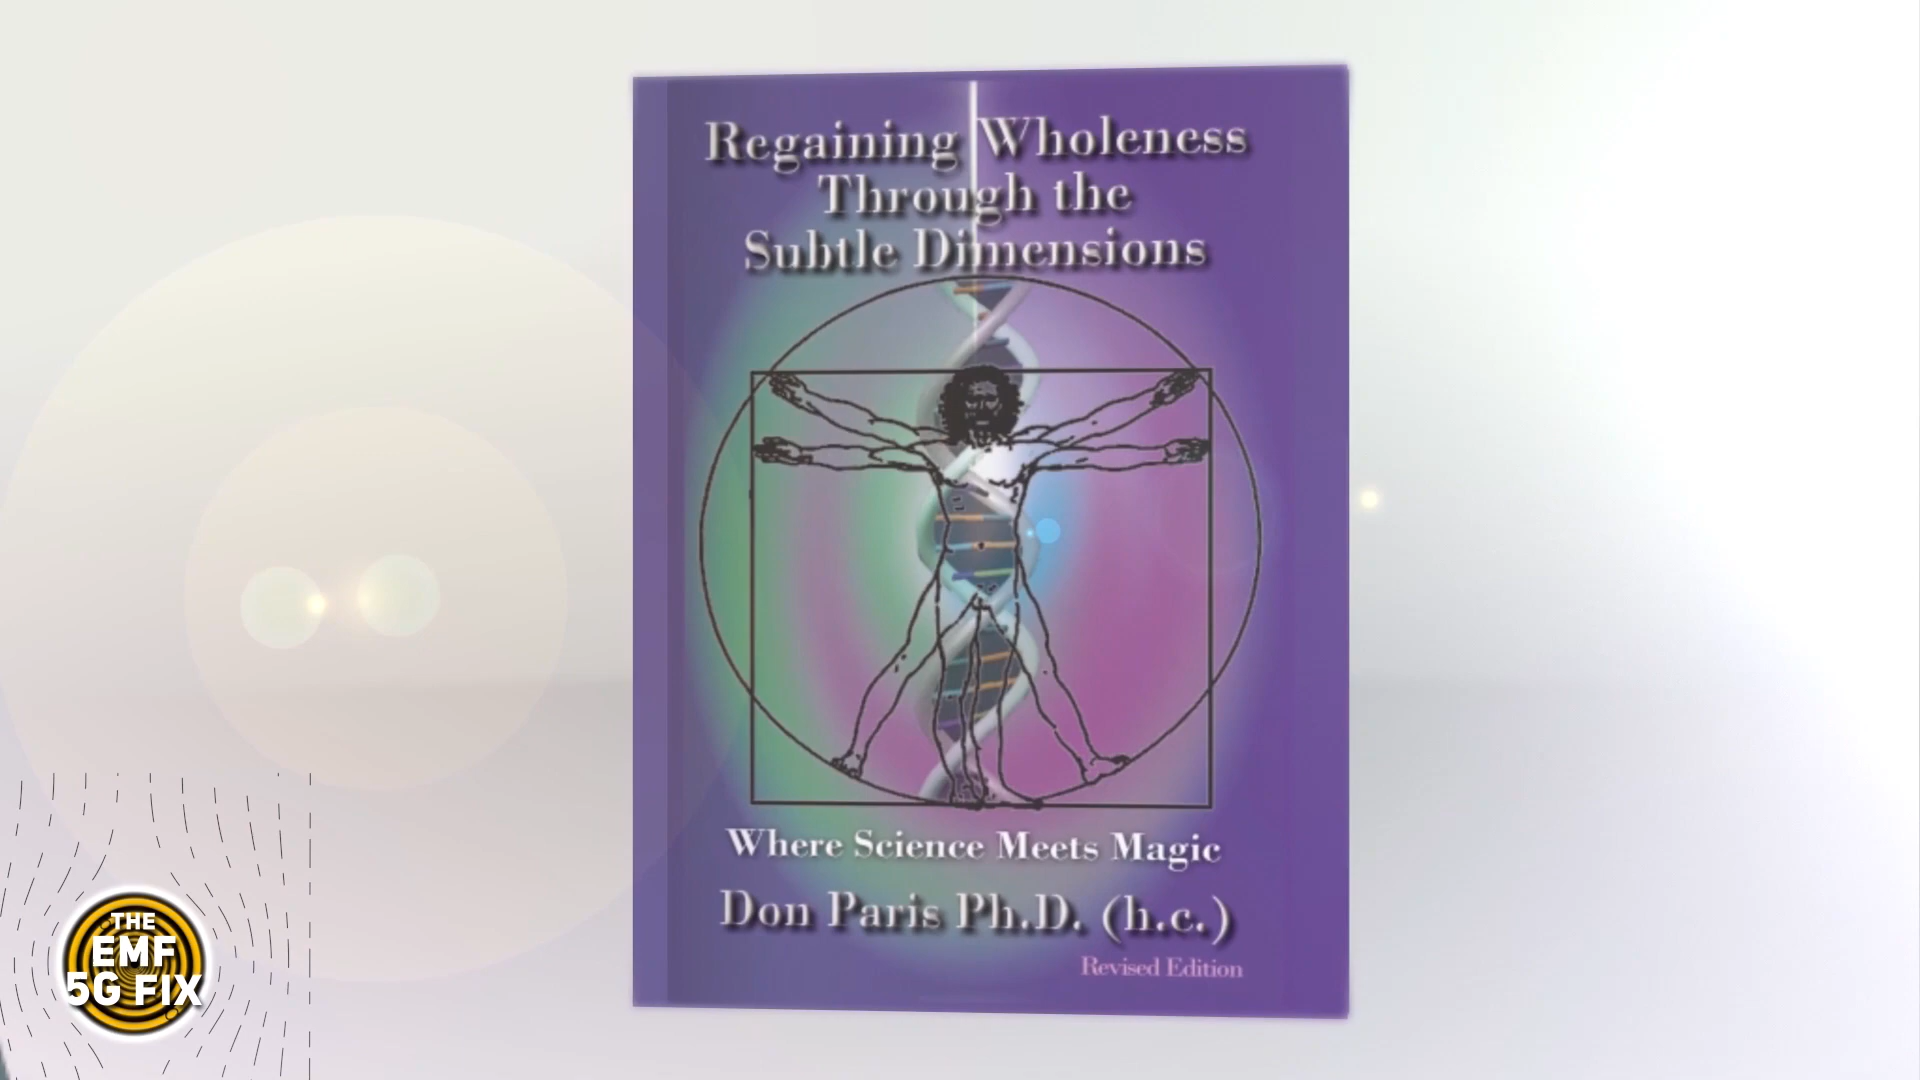 Regaining Wholeness
Through the
Subtle Dimensions
Where Science Meets Magic
Don Paris Ph.D. (h.c.)
Revised Edition
THE
EMF
5G FIX